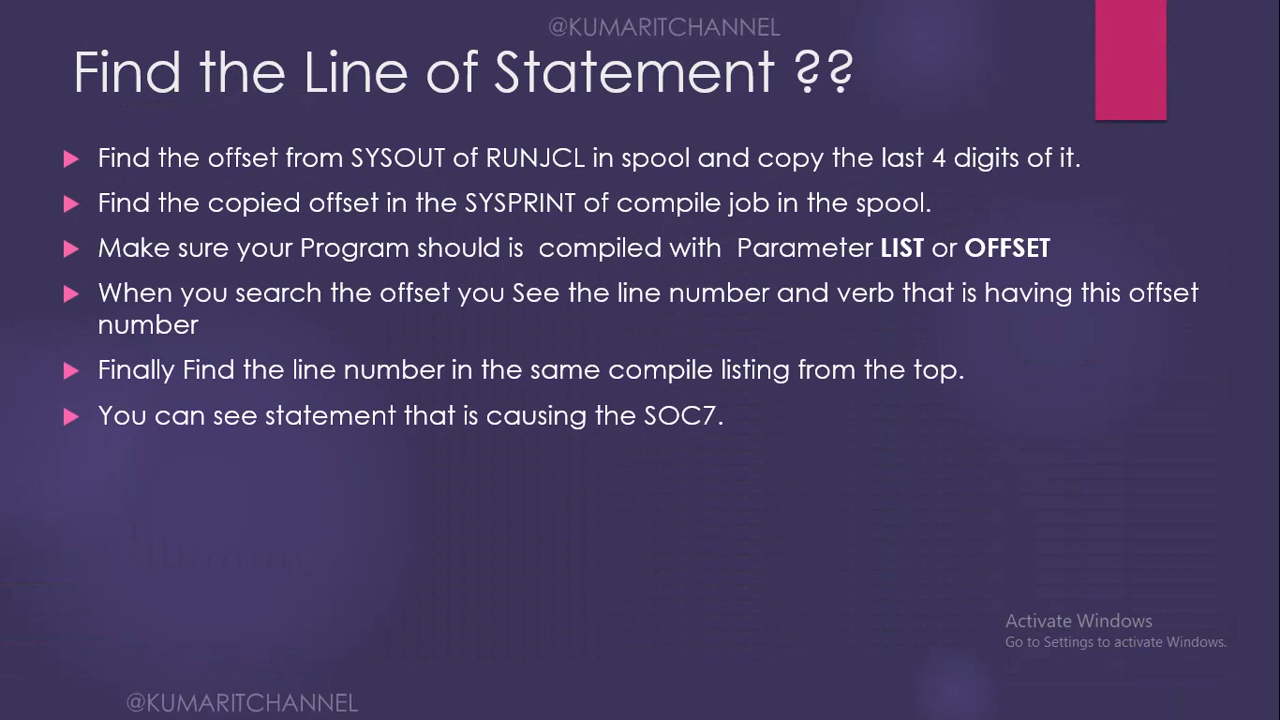 @KUMARITCHANNEL
Find the Line of Statement ??
Find the offset from SYSOUT of RUNJCL in spool and copy the last 4 digits of it.
Find the copied offset in the SYSPRINT of compile job in the spool.
Make sure your Program should is compiled with Parameter LIST or OFFSET
When you search the offset you See the line number and verb that is having this offset
number
Finally Find the line number in the same compile listing from the top.
You can see statement that is causing the SOC7.
Activate Windows
Go to Settings to activate Windows.
@KUMARITCHANNEL